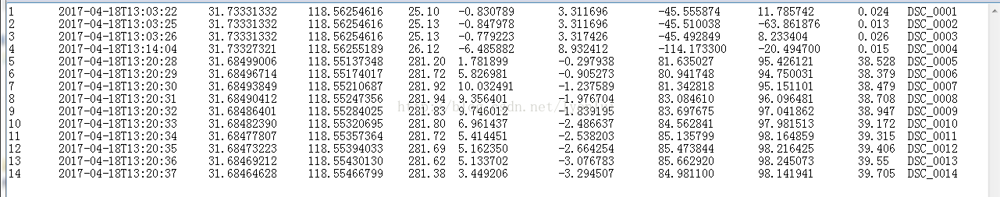 1 2017-04-18T13:03:22 31.73331332 118.56254616 25.10 -0.830789 3.311696 -45.555874 11.785742 0.024 DSC_0001
2 2017-04-18T13:03:25 31.73331332 118.56254616 25.13 -0.847978 3.311696 -45.510038 -63.861876 0.013 DSC_0002
3 2017-04-18T13:03:26 31.73331332 118.56254616 25.13 -0.779223 3.317426 -45.492849 8.233404 0.026 DSC_0003
4 2017-04-18T13:14:04 31.73327321 118.56255189 26.12 -6.485882 8.932412 -114.173300 -20.494700 0.015 DSC_0004
5 2017-04-18T13:20:28 31.68499006 118.55137348 281.20 1.781899 -0.297938 81.635027 95.426121 38.528 DSC_0005
6 2017-04-18T13:20:29 31.68496714 118.55174017 281.72 5.826981 -0.905273 80.941748 94.750031 38.379 DSC_0006
7 2017-04-18T13:20:30 31.68493849 118.55210687 281.92 10.032491 -1.237589 81.342818 95.151101 38.479 DSC_0007
8 2017-04-18T13:20:31 31.68490412 118.55247356 281.94 -1.976704 83.084610 96.096481 38.708 DSC_0008
9 2017-04-18T13:20:32 31.68486401 118.55284025 281.83 -1.839195 83.697675 97.041862 38.947 DSC_0009
10 2017-04-18T13:20:33 31.68482390 118.55320695 281.80 6.961437 -2.486637 84.562841 97.981513 39.172 DSC_0010
11 2017-04-18T13:20:34 31.68477807 118.55357364 281.72 5.414451 -2.538203 85.135799 98.164859 39.315 DSC_0011
12 2017-04-18T13:20:35 31.68473223 118.55394033 281.69 5.162350 -2.664254 85.473844 98.216425 39.406 DSC_0012
13 2017-04-18T13:20:36 31.68469212 118.55430130 281.62 5.133702 -3.076783 85.662920 98.245073 39.55 DSC_0013
14 2017-04-18T13:20:37 31.68464628 118.55466799 281.38 3.449206 -3.294507 84.981100 98.141941 39.705 DSC_0014